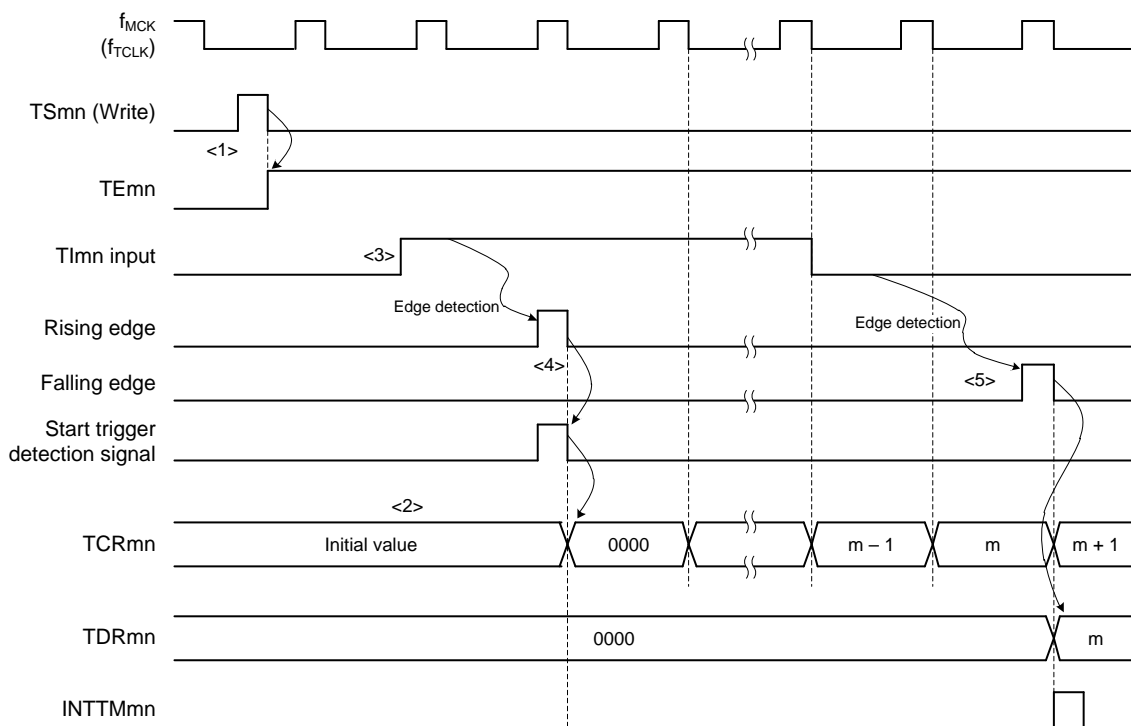 fMCK
(fTCLK)
TSmn (Write)
<1>
TEmn
TImn input
<3>
Edge detection
Edge detection
Rising edge
<4>
Falling edge
<5>
Start trigger
detection signal
<2>
TCRmn
Initial value
0000
m – 1
m
m + 1
TDRmn
0000
m
INTTMmn